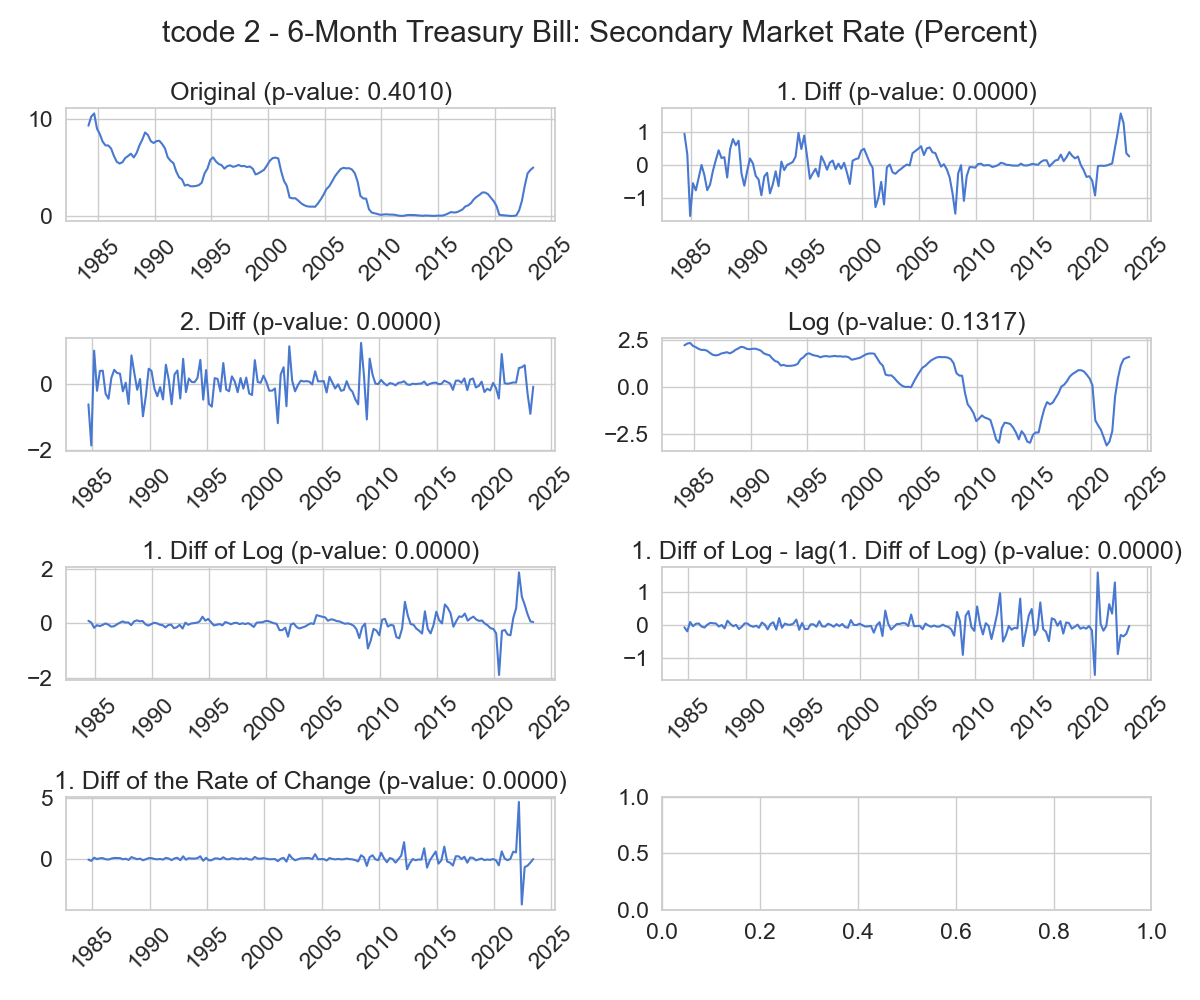 tcode 2 - 6-Month Treasury Bill: Secondary Market Rate (Percent)
Original (p-value: 0.4010)
10
0
1985 1990 1995 2000 2005 2010 2015 2020 2025
1. Diff (p-value: 0.0000)
1
0
−1
1985 1990 1995 2000 2005 2010 2015 2020 2025
2. Diff (p-value: 0.0000)
0
−2
1985 1990 1995 2000 2005 2010 2015 2020 2025
Log (p-value: 0.1317)
2.5
0.0
−2.5
1985 1990 1995 2000 2005 2010 2015 2020 2025
1. Diff of Log (p-value: 0.0000)
2
0
−2
1985 1990 1995 2000 2005 2010 2015 2020 2025
1. Diff of Log - lag(1. Diff of Log) (p-value: 0.0000)
1
0
−1
1985 1990 1995 2000 2005 2010 2015 2020 2025
1. Diff of the Rate of Change (p-value: 0.0000)
5
0
1985 1990 1995 2000 2005 2010 2015 2020 2025
1.0
0.5
0.0
0.0 0.2 0.4 0.6 0.8 1.0